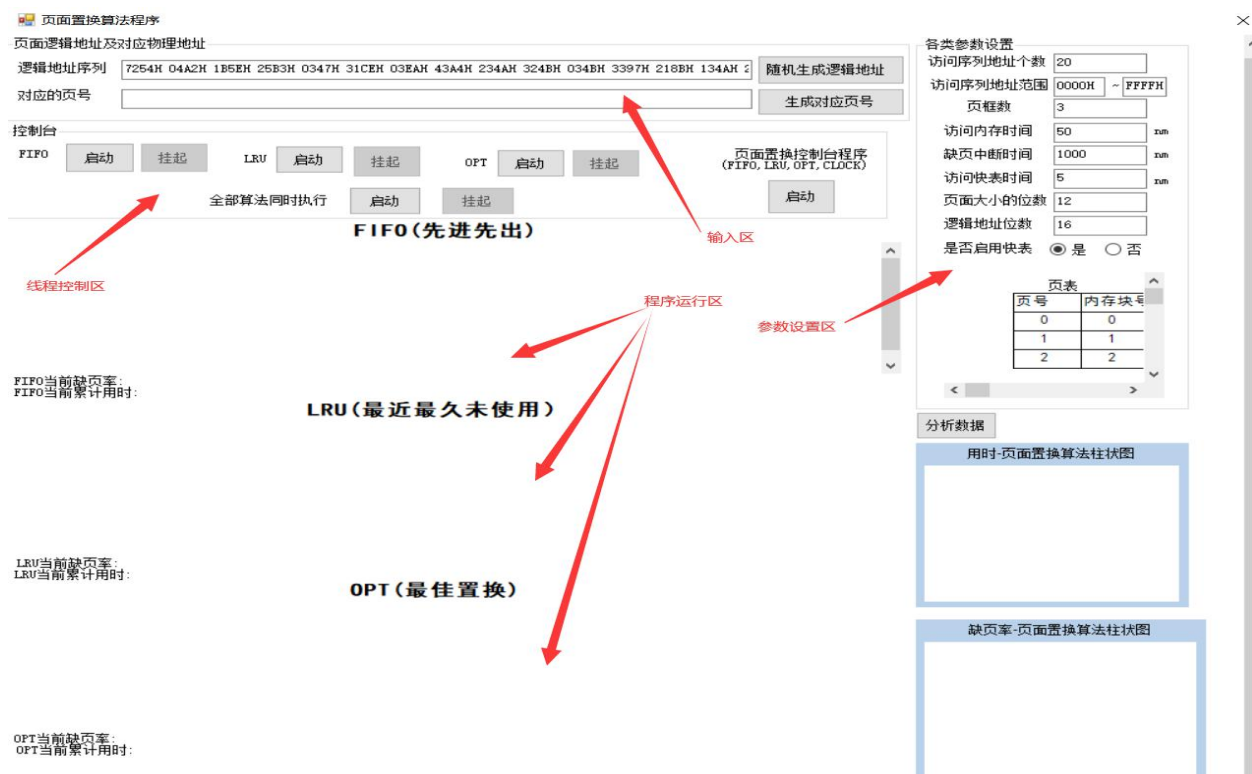 页面置换算法程序
页面逻辑地址及对应物理地址
逻辑地址序列 7254H 04A2H 1B5EH 25B3H 0347H 31CEH 03EAH 43A4H 234AH 324BH 034BH 3397H 218BH 134AH 随机生成逻辑地址
对应的页号 生成对应页号
控制台
FIFO 启动 挂起 LRU 启动 挂起 OPT 启动 挂起
页面置换控制台程序
(FIFO, LRU, OPT, CLOCK)
启动
全部算法同时执行 启动 挂起
输入区
线程控制区
FIFO(先进先出)
程序运行区
FIFO当前缺页率:
FIFO当前累计用时:
LRU(最近最久未使用)
LRU当前缺页率:
LRU当前累计用时:
OPT(最佳置换)
OPT当前缺页率:
OPT当前累计用时:
各类参数设置
访问序列地址个数 20
访问序列地址范围 0000H ~ FFFFH
页框数 3
访问内存时间 50 nm
缺页中断时间 1000 nm
访问快表时间 5 nm
页面大小的位数 12
逻辑地址位数 16
是否启用快表 是 否
参数设置区
页表
页号 内存块号
0 0
1 1
2 2
分析数据
用时-页面置换算法柱状图
缺页率-页面置换算法柱状图